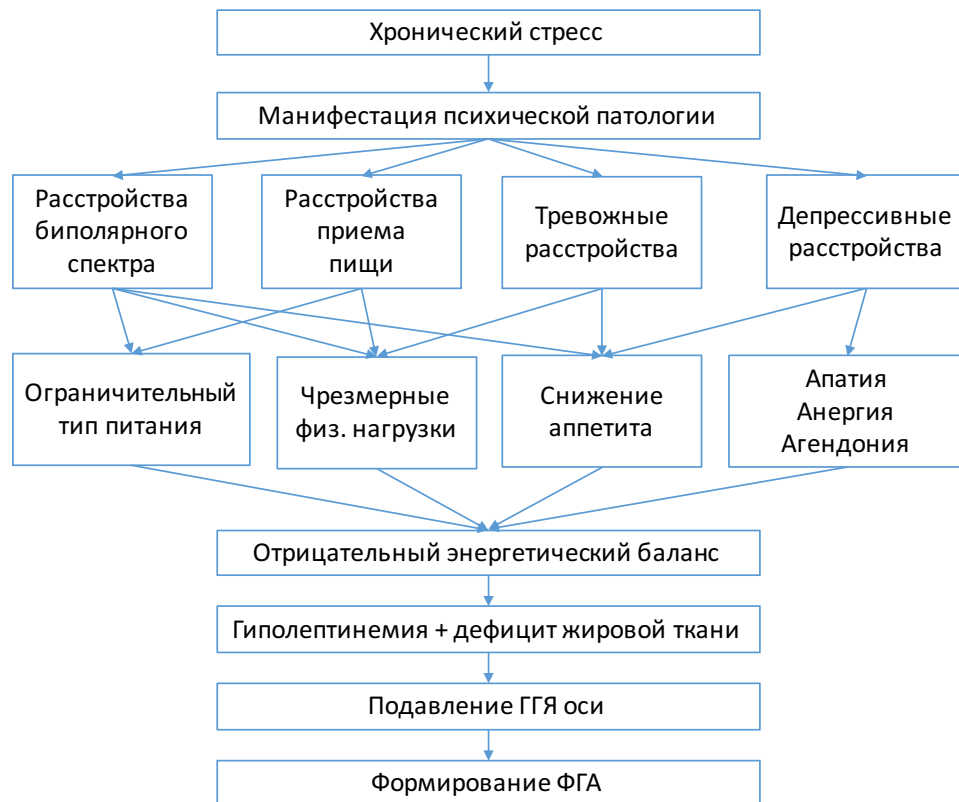 Хронический стресс
Манифестация психической патологии
Расстройства
биполярного
спектра
Расстройства
приема
пищи
Тревожные
расстройства
Депрессивные
расстройства
Ограничительный
тип питания
Чрезмерные
физ. нагрузки
Снижение
аппетита
Апатия
Анергия
Агендония
Отрицательный энергетический баланс
Гиполептинемия + дефицит жировой ткани
Подавление ГГЯ оси
Формирование ФГА